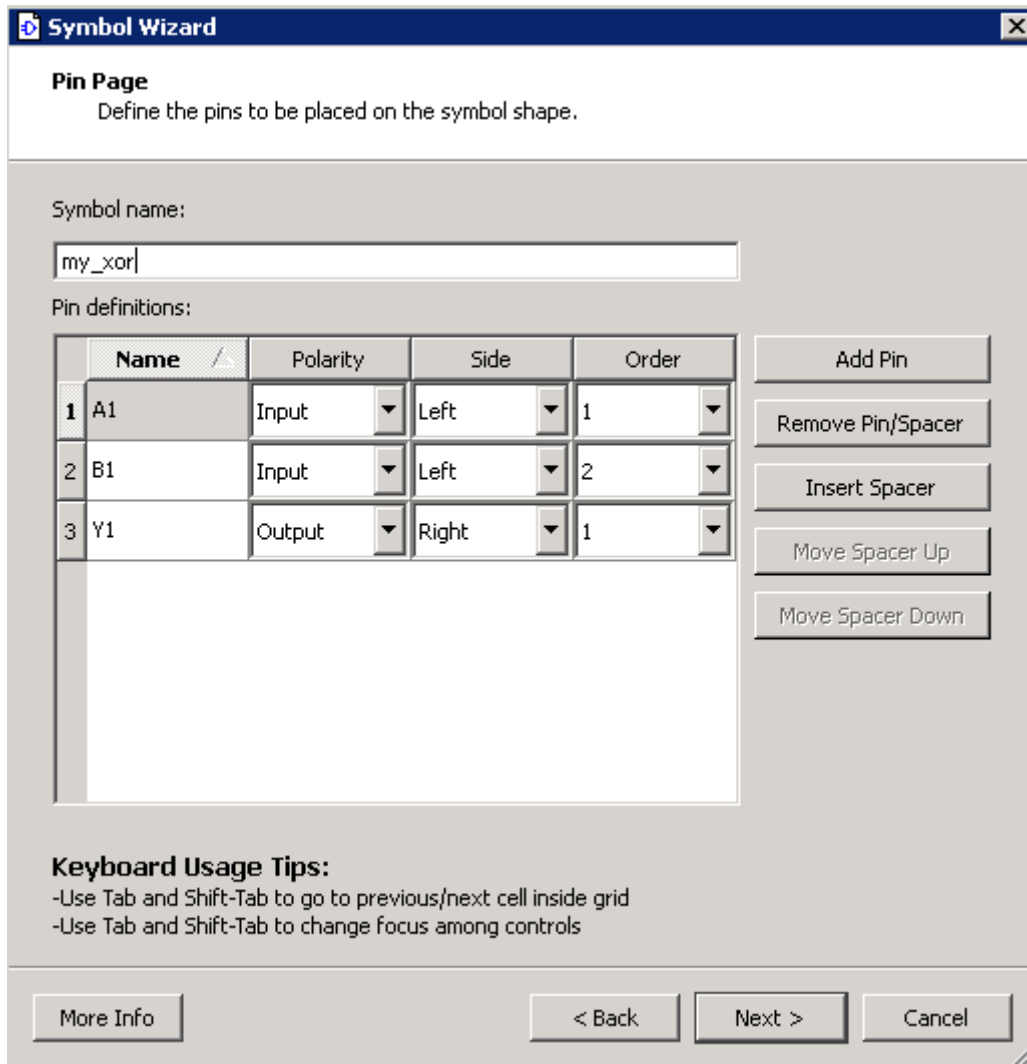 Symbol Wizard
Pin Page
Define the pins to be placed on the symbol shape.
Symbol name:
my_xor
Pin definitions:
Name Polarity Side Order
1 A1 Input Left 1
2 B1 Input Left 2
3 Y1 Output Right 1
Add Pin
Remove Pin/Spacer
Insert Spacer
Move Spacer Up
Move Spacer Down
Keyboard Usage Tips:
-Use Tab and Shift-Tab to go to previous/next cell inside grid
-Use Tab and Shift-Tab to change focus among controls
More Info < Back Next > Cancel